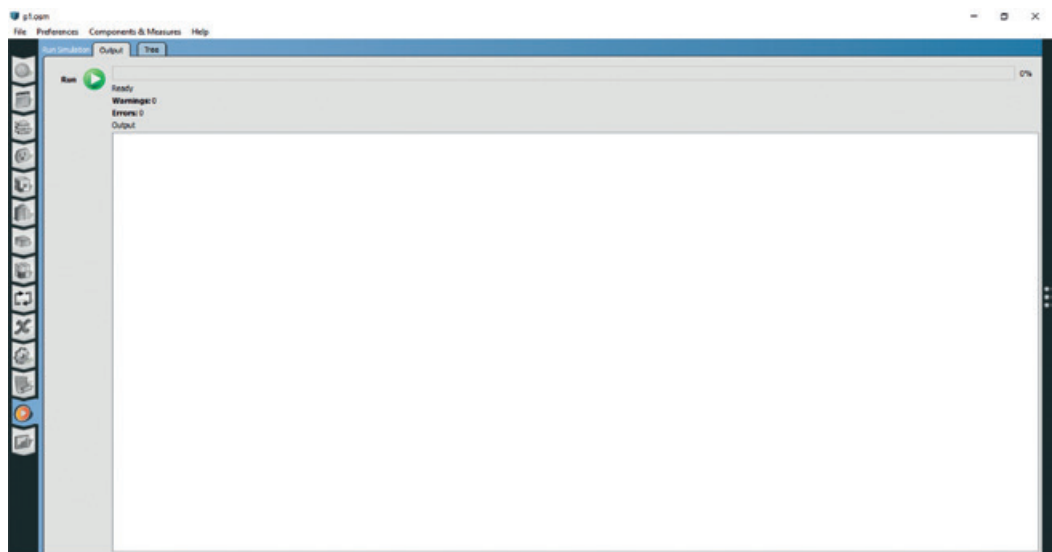 p1.osm
File Preferences Components & Measures Help
Run Simulation Output Tree
Run
0%
Ready
Warnings: 0
Errors: 0
Output